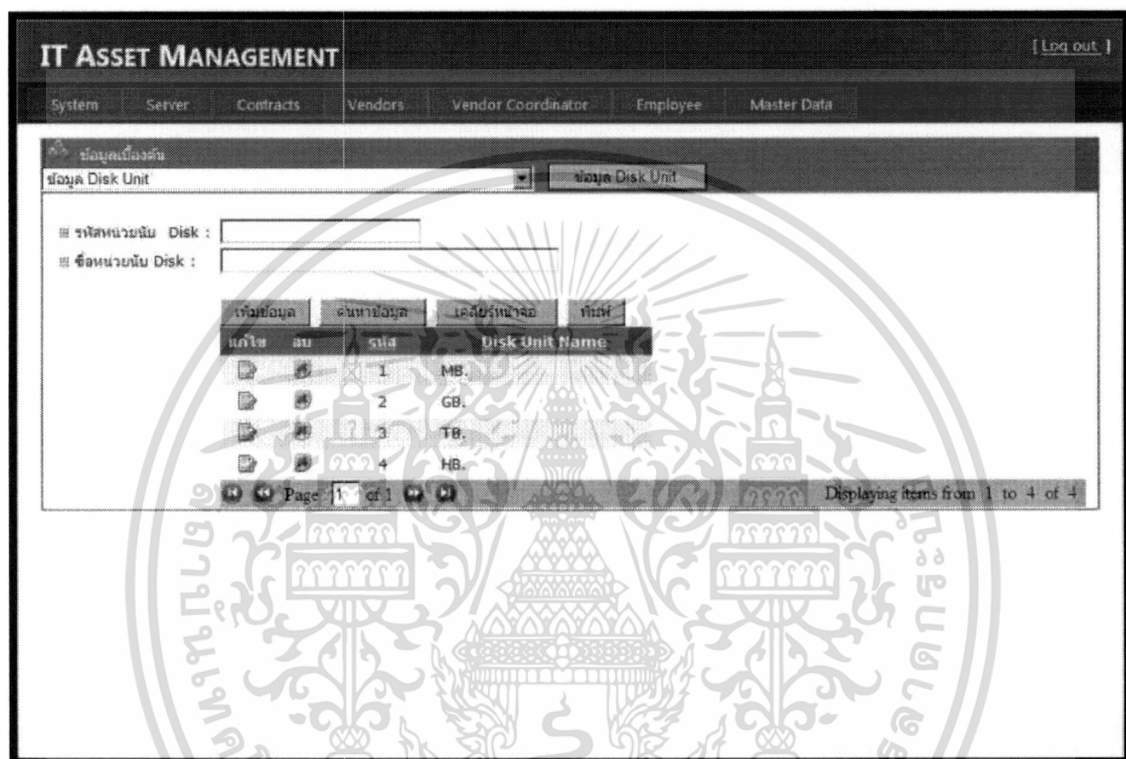 IT ASSET MANAGEMENT
[ Log out ]
System Server Contracts Vendors Vendor Coordinator Employee Master Data
ข้อมูลเบื้องต้น
ข้อมูล Disk Unit ข้อมูล Disk Unit
รหัสหน่วยนับ Disk :
ชื่อหน่วยนับ Disk :
เพิ่มข้อมูล ค้นหาข้อมูล เคลียร์หน้าจอ พิมพ์
แก้ไข ลบ รหัส Disk Unit Name
1 MB.
2 GB.
3 TB.
4 HB.
Page 1 of 1 Displaying items from 1 to 4 of 4